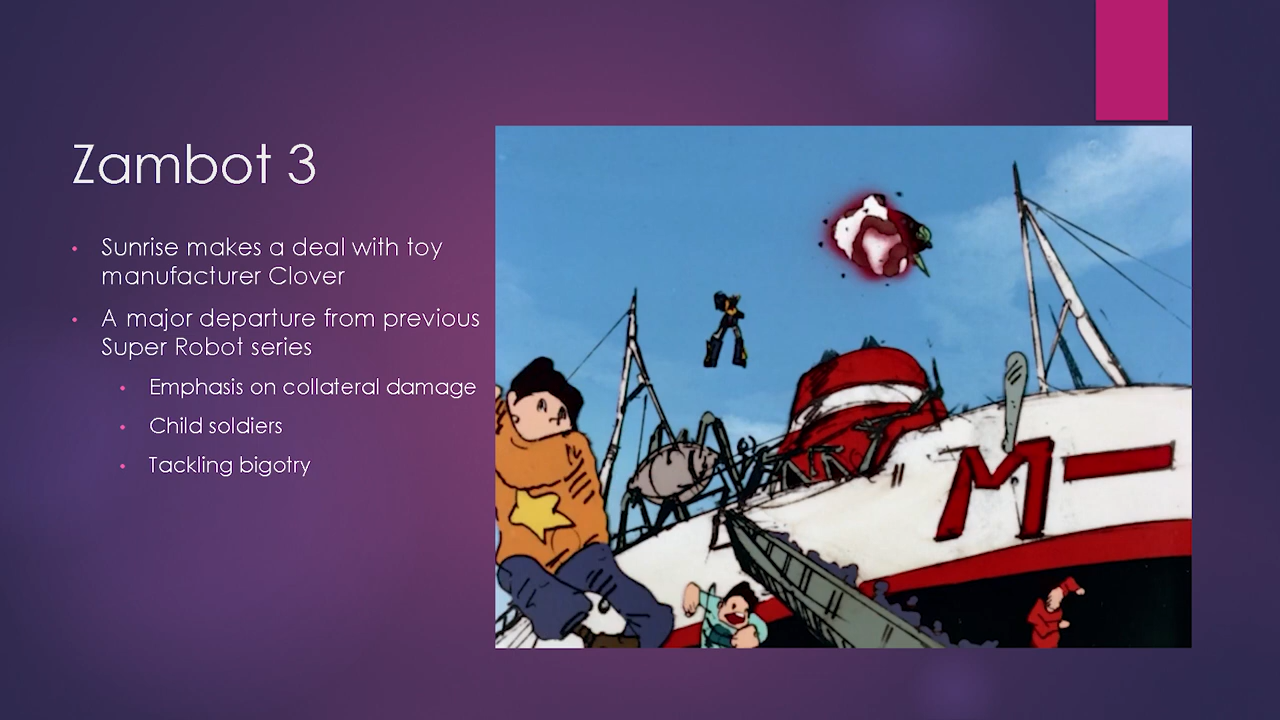 Zambot 3
• Sunrise makes a deal with toy
manufacturer Clover
• A major departure from previous
Super Robot series
• Emphasis on collateral damage
• Child soldiers
• Tackling bigotry
M-